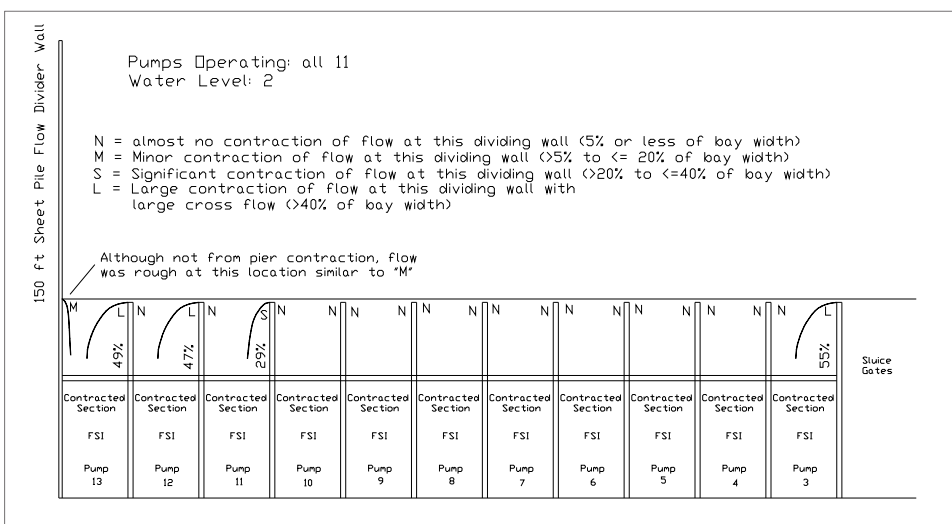 150 ft Sheet Pile Flow Divider Wall
Pumps Operating: all 11
Water Level: 2
N = almost no contraction of flow at this dividing wall (5% or less of bay width)
M = Minor contraction of flow at this dividing wall (>5% to <= 20% of bay width)
S = Significant contraction of flow at this dividing wall (>20% to <=40% of bay width)
L = Large contraction of flow at this dividing wall with
large cross flow (>40% of bay width)
Although not from pier contraction, flow
was rough at this location similar to "M"
M L N L N S N N N N N N N N N N N N N N N L
49% 47% 29% 55%
Sluice
Gates
Contracted Contracted Contracted Contracted Contracted Contracted Contracted Contracted Contracted Contracted Contracted
Section Section Section Section Section Section Section Section Section Section Section
FSI FSI FSI FSI FSI FSI FSI FSI FSI FSI FSI
Pump Pump Pump Pump Pump Pump Pump Pump Pump Pump Pump
13 12 11 10 9 8 7 6 5 4 3